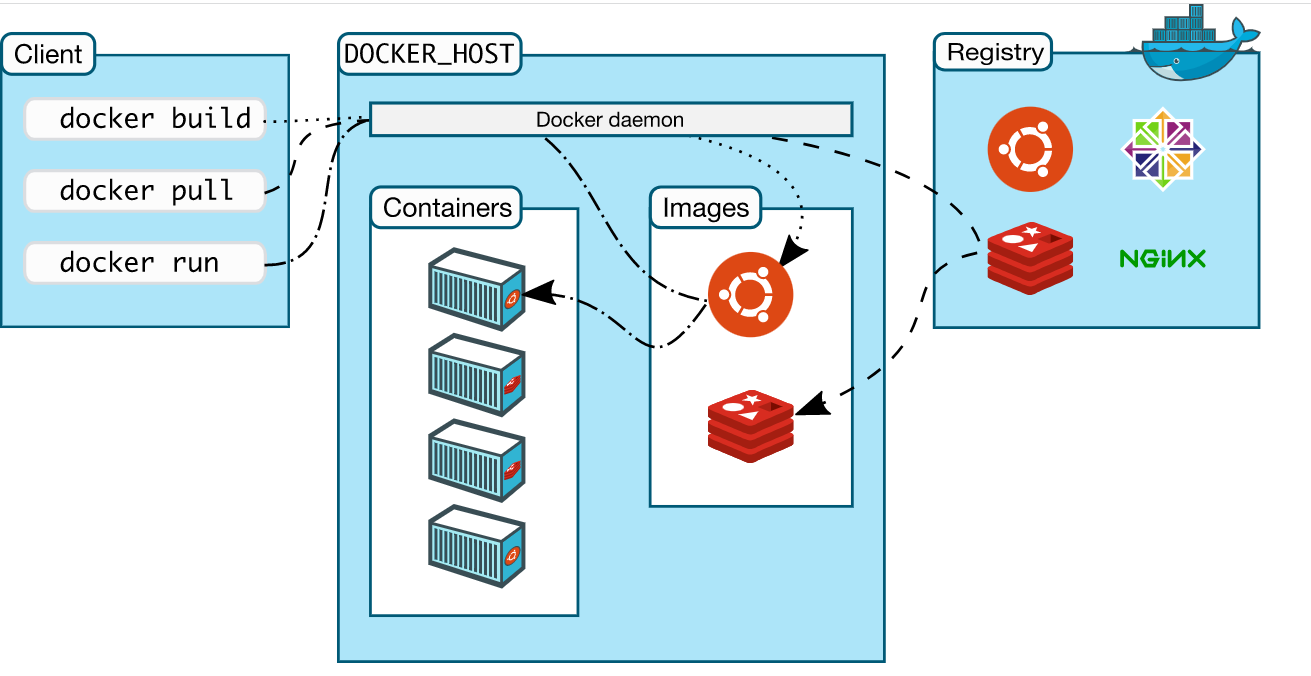 Client
docker build
docker pull
docker run
DOCKER_HOST
Docker daemon
Containers
Images
Registry
NGiNX